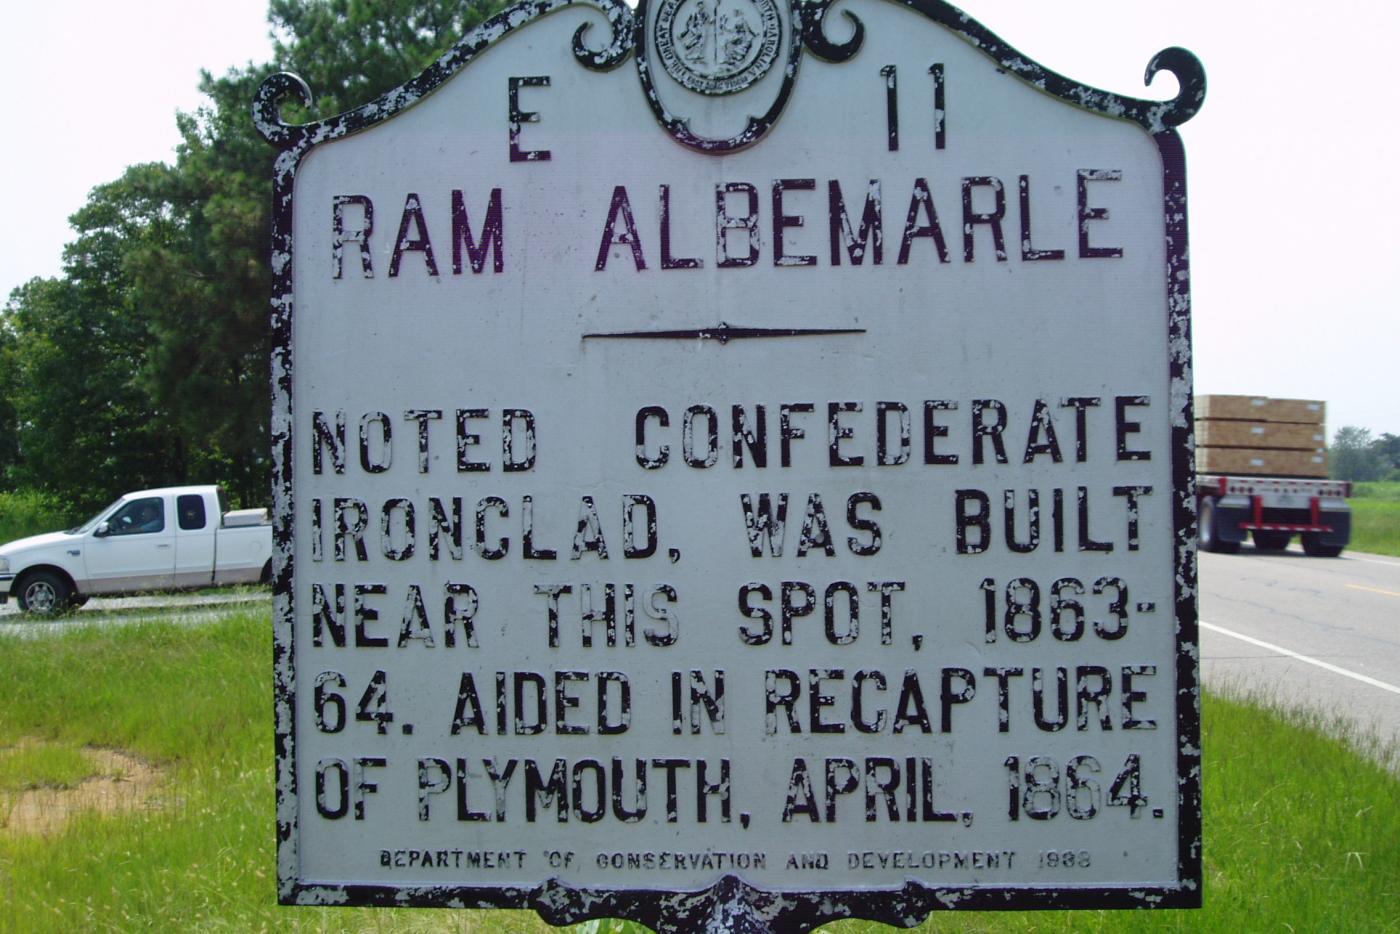 E 11
RAM ALBEMARLE
NOTED CONFEDERATE
IRONCLAD, WAS BUILT
NEAR THIS SPOT, 1863-
64. AIDED IN RECAPTURE
OF PLYMOUTH, APRIL, 1864.
DEPARTMENT OF CONSERVATION AND DEVELOPMENT